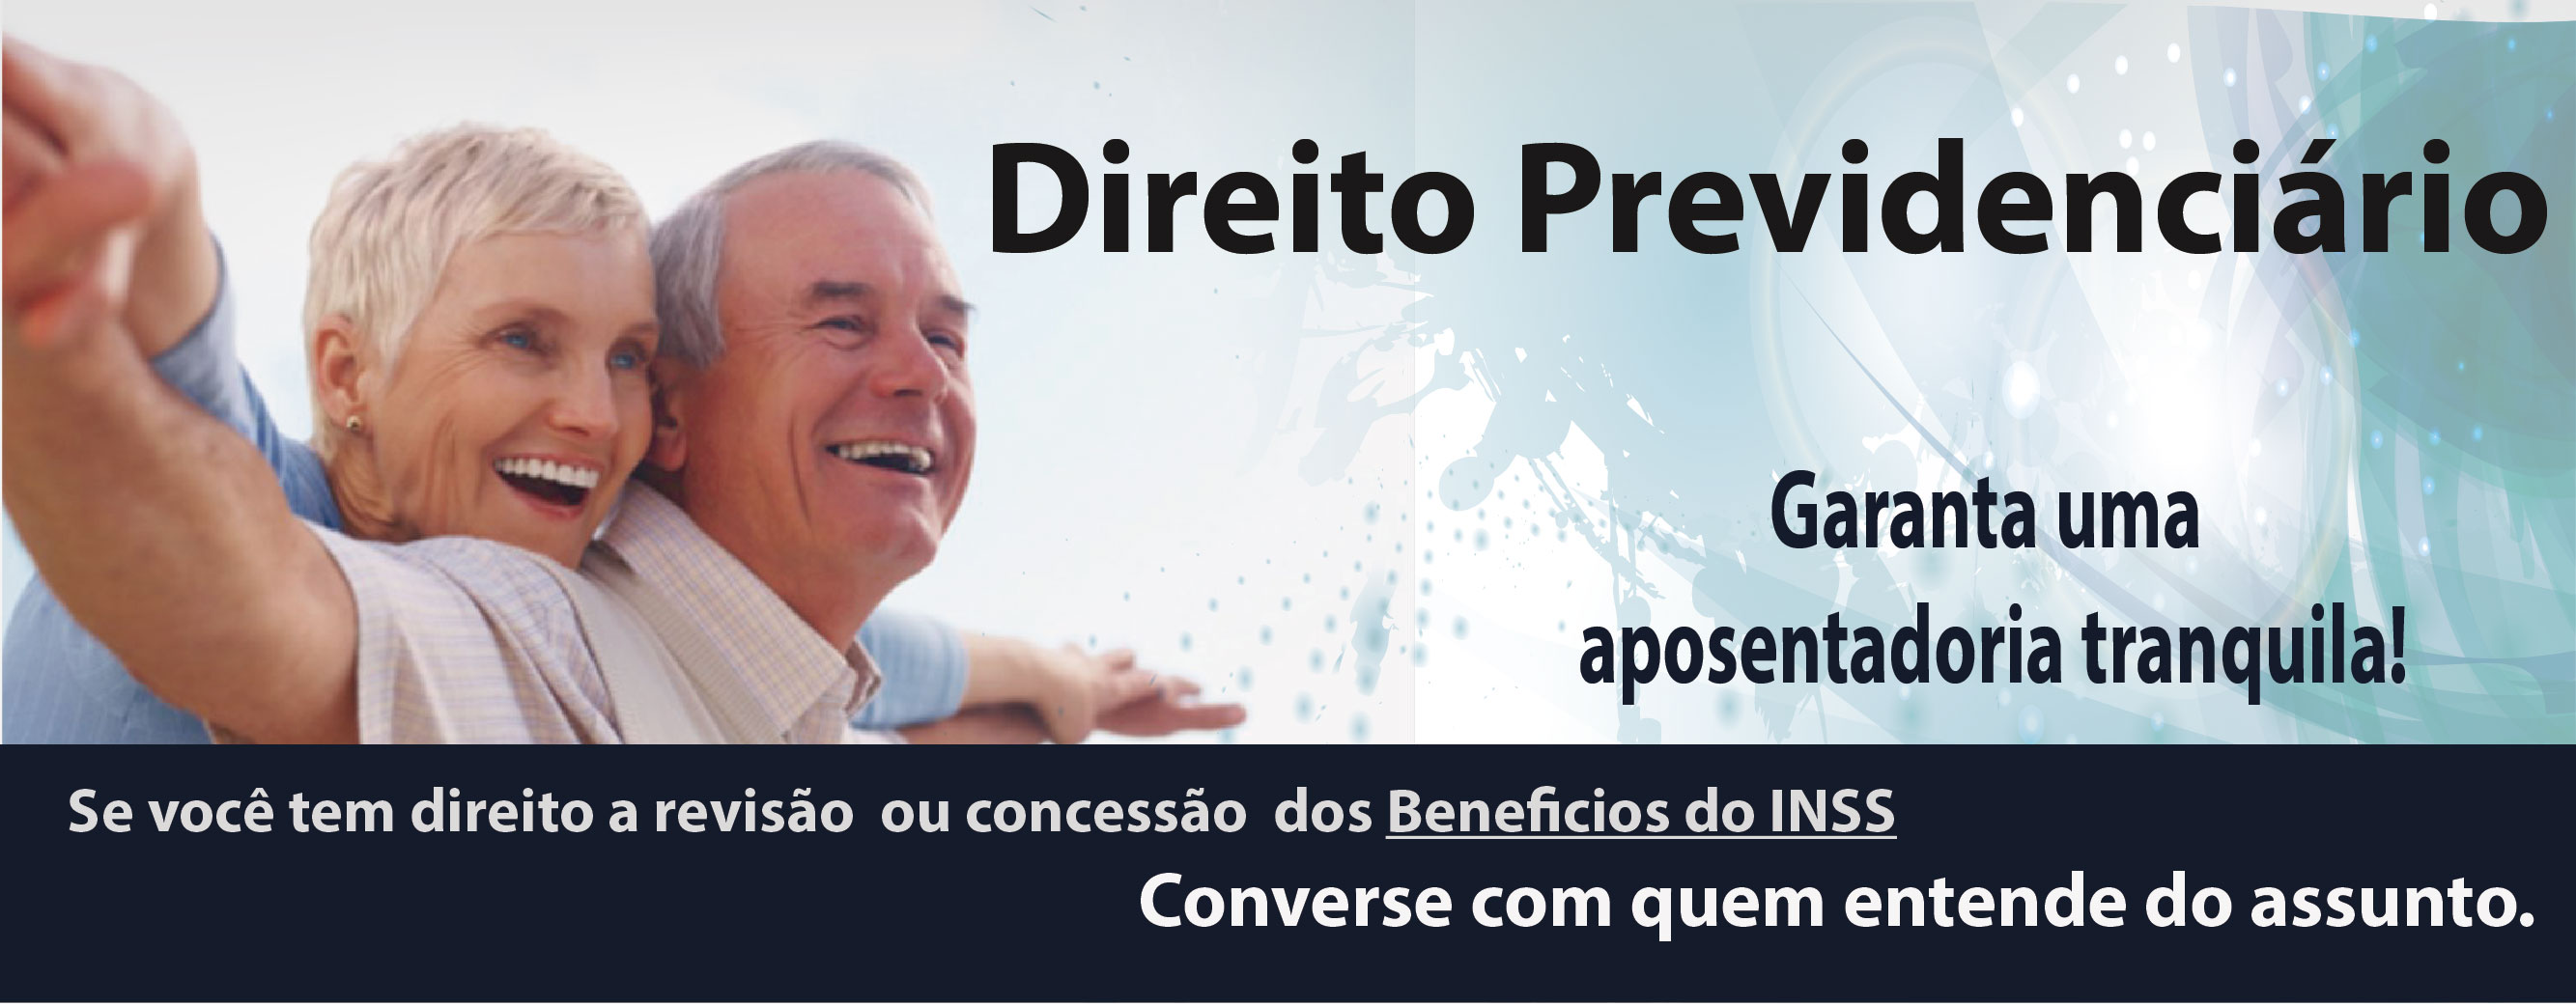 Direito Previdenciário
Garanta uma
aposentadoria tranquila!
Se você tem direito a revisão ou concessão dos Beneficios do INSS
Converse com quem entende do assunto.